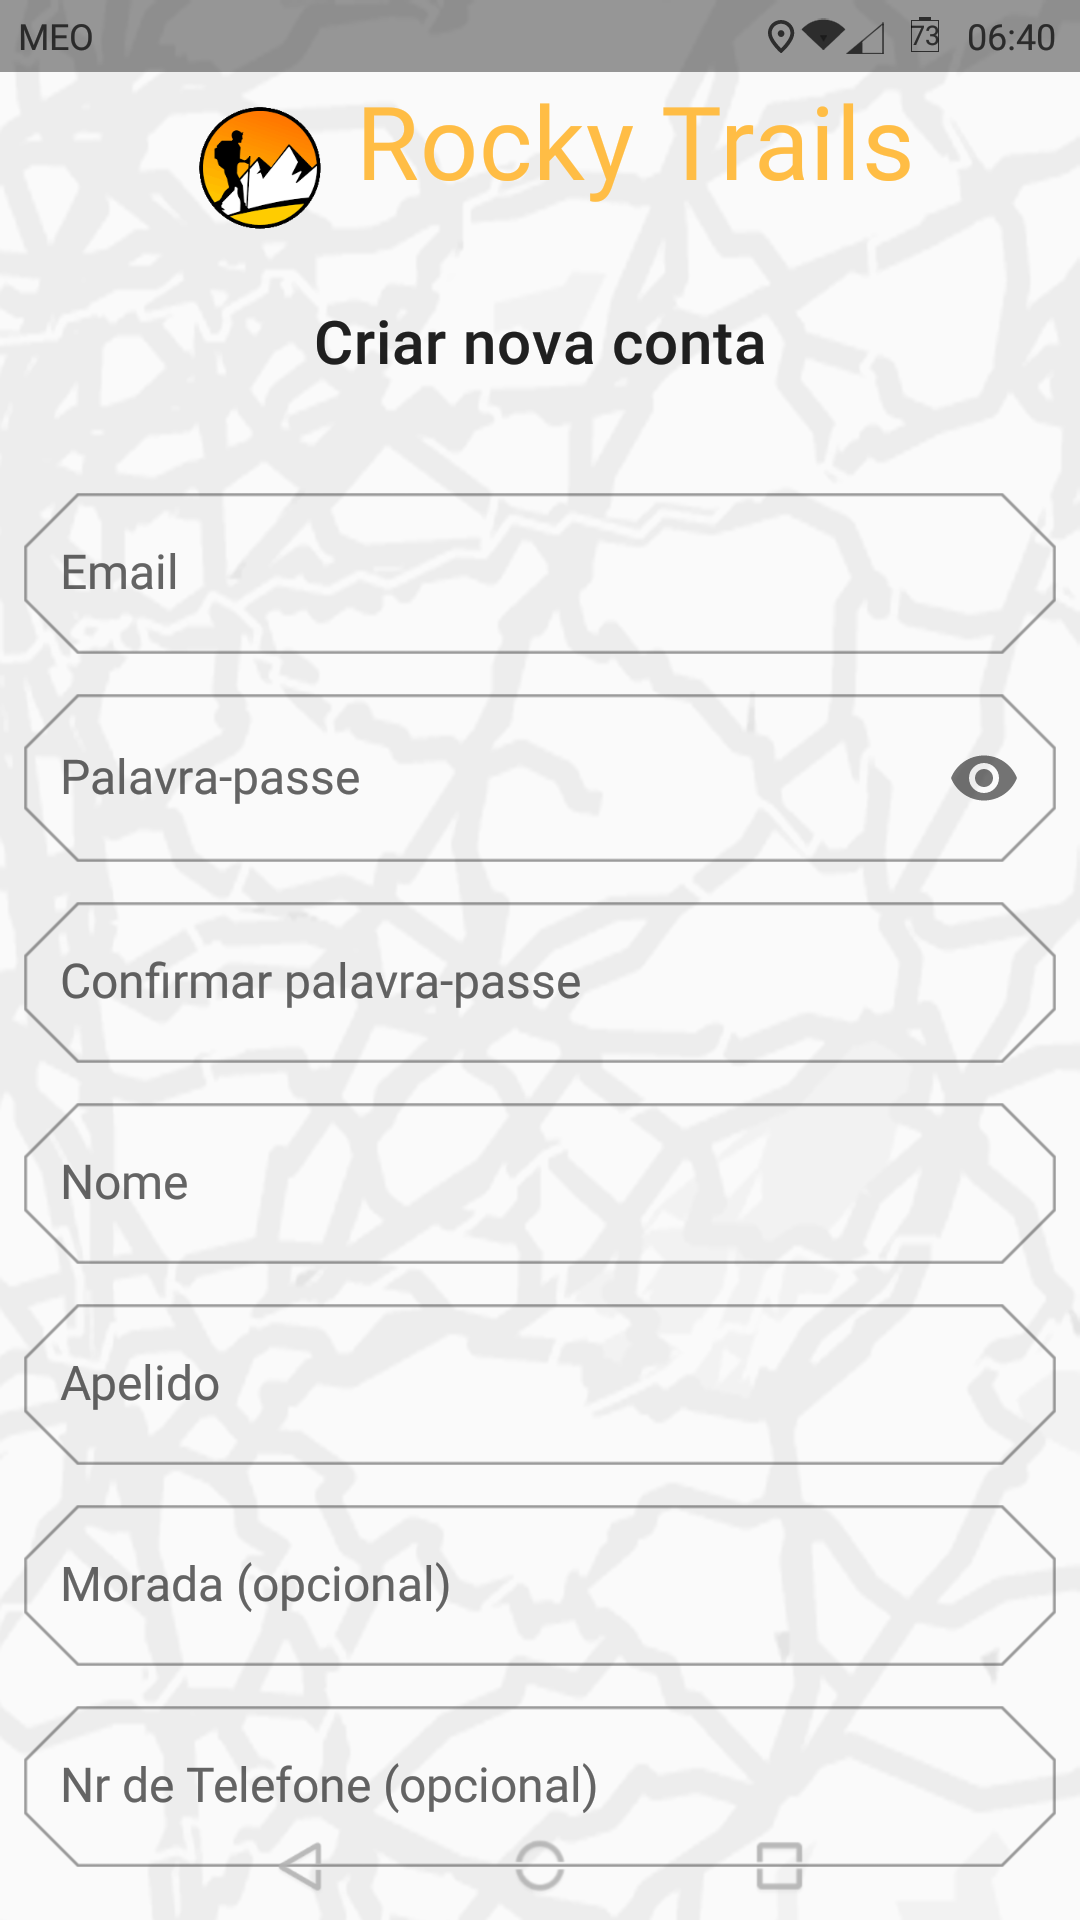 MEO 73 06:40
Rocky Trails
Criar nova conta
Email
Palavra-passe
Confirmar palavra-passe
Nome
Apelido
Morada (opcional)
Nr de Telefone (opcional)